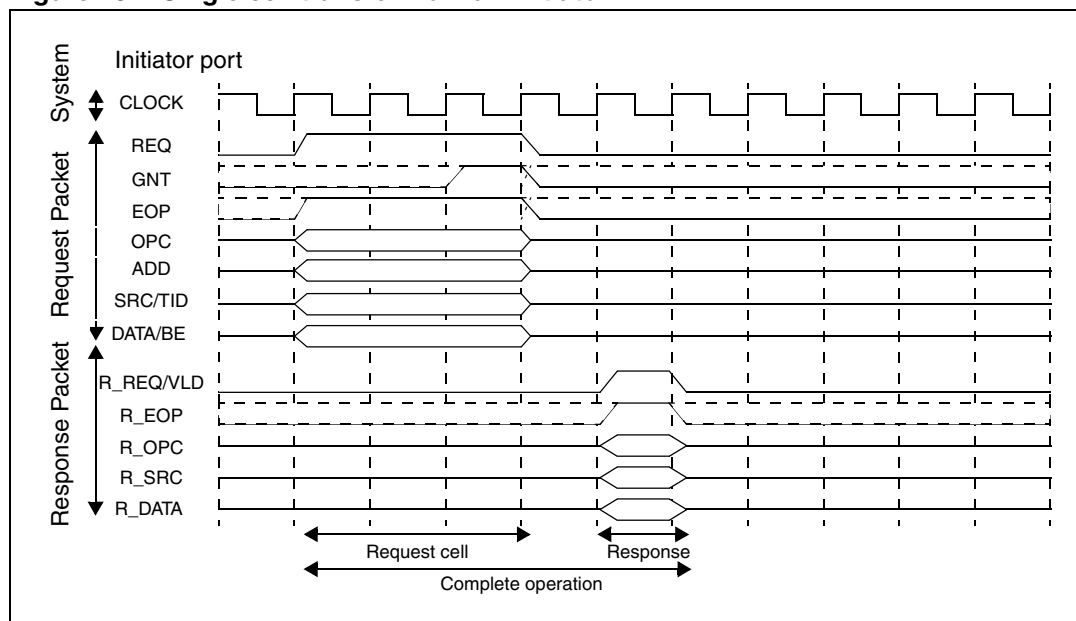 Initiator port
System
CLOCK
Request Packet
REQ
GNT
EOP
OPC
ADD
SRC/TID
DATA/BE
Response Packet
R_REQ/VLD
R_EOP
R_OPC
R_SRC
R_DATA
Request cell
Response
Complete operation